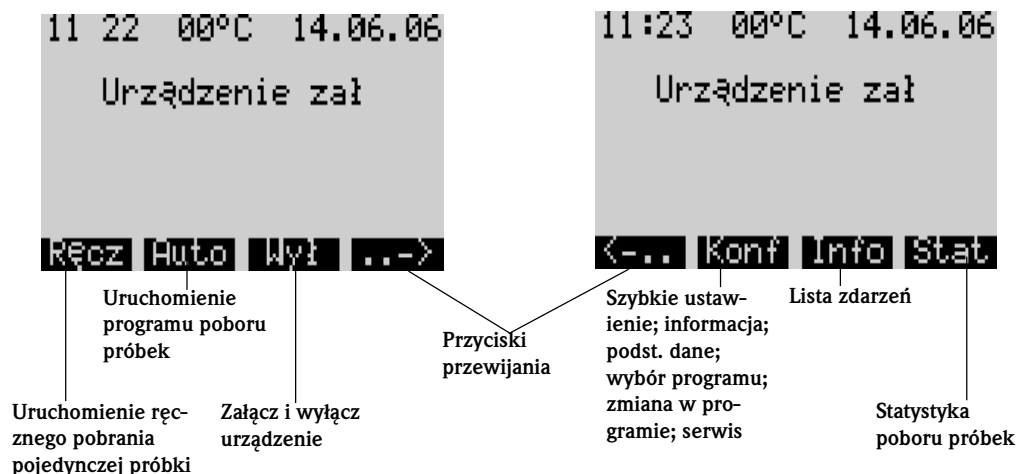 11 22 00°C 14.06.06
Urządzenie zał
Ręcz Auto Wył ..->
11:23 00°C 14.06.06
Urządzenie zał
<-.. Konf Info Stat
Uruchomienie
programu poboru
próbek
Przyciski
przewijania
Szybkie ustaw-
ienie; informacja;
podst. dane;
wybór programu;
zmiana w pro-
gramie; serwis
Lista zdarzeń
Uruchomienie ręc-
znego pobrania
pojedynczej próbki
Załącz i wyłącz
urządzenie
Statystyka
poboru próbek